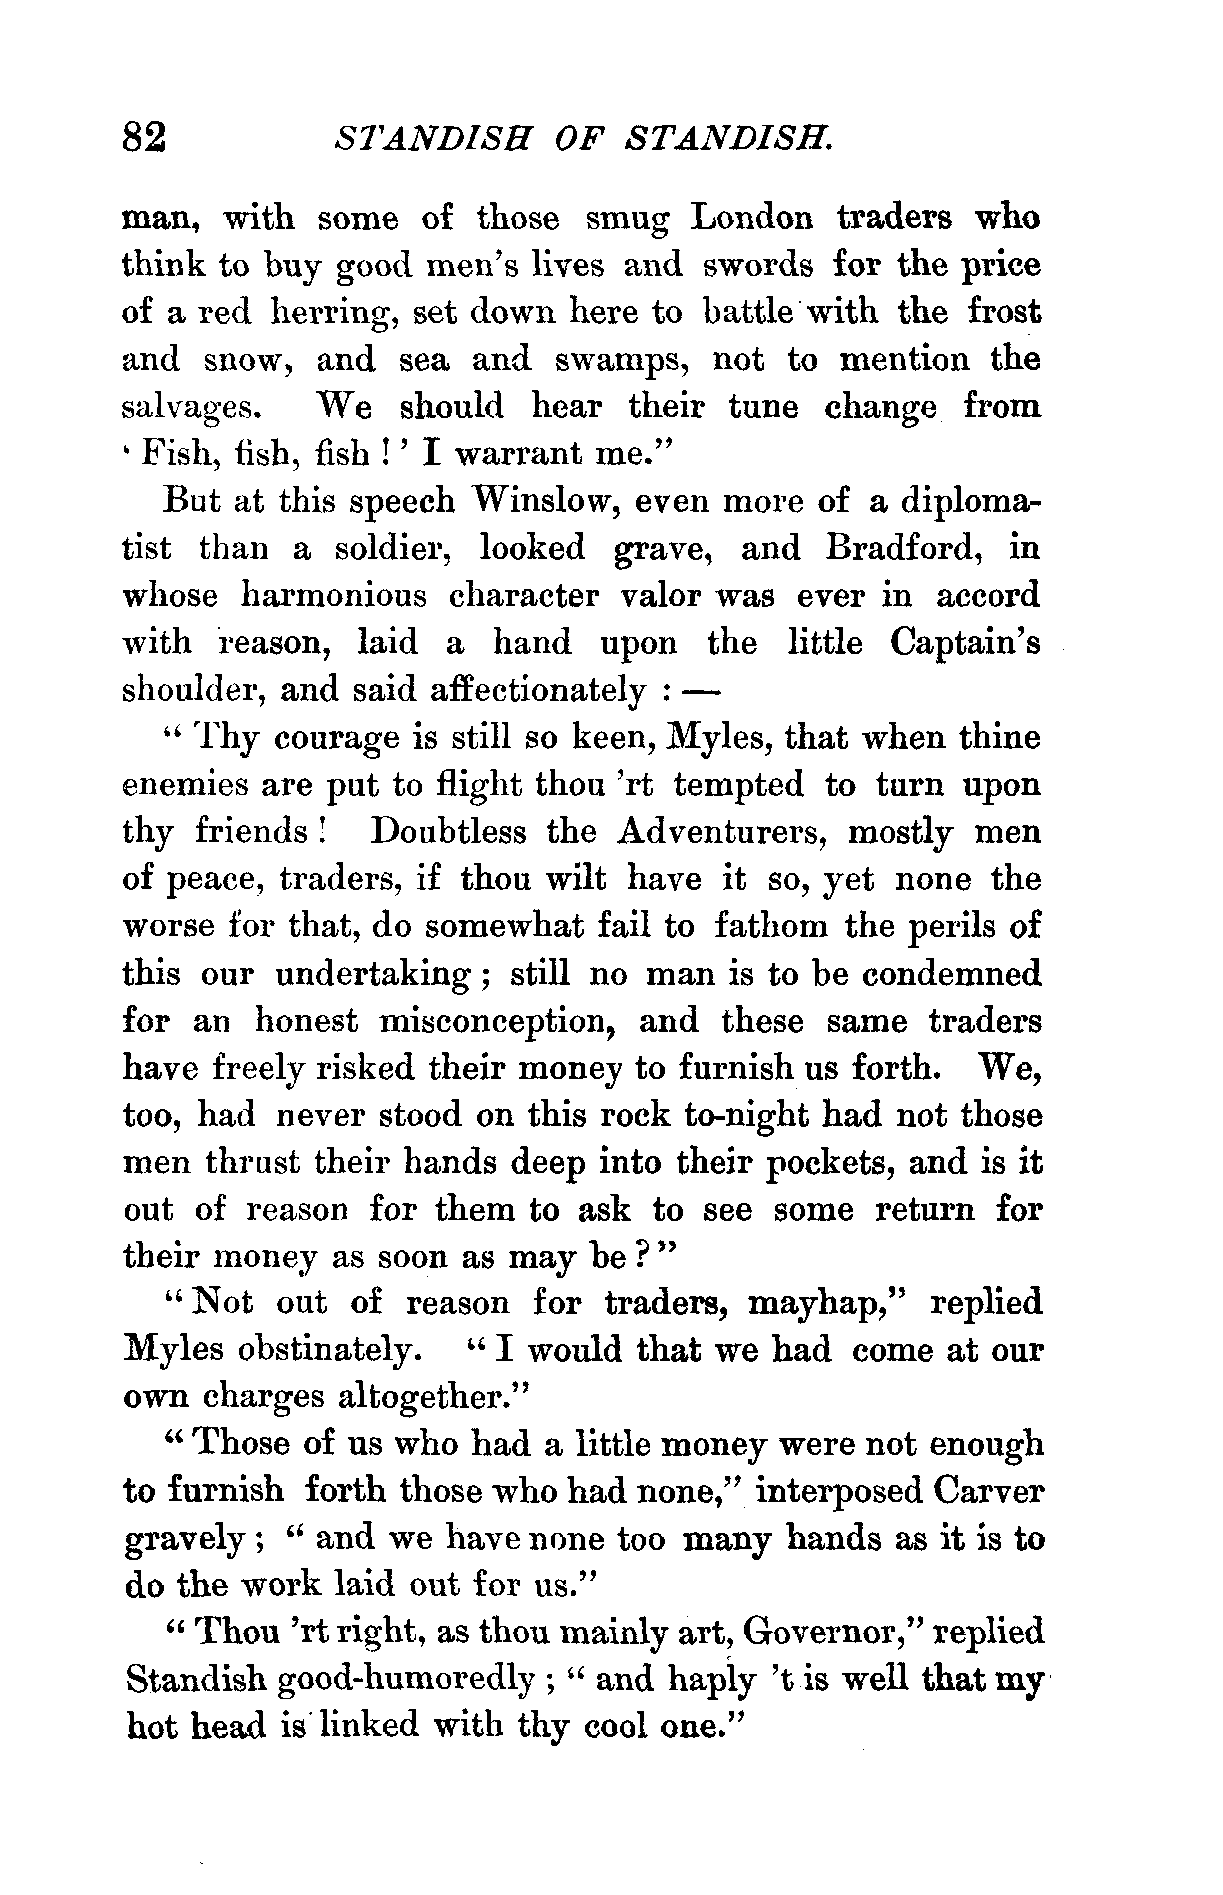 82 STANDISH OF STANDISH.
man, with some of those smug London traders who
think to buy good men's lives and swords for the price
of a red herring, set down here to battle with the frost
and snow, and sea and swamps, not to mention the
salvages. We should hear their tune change from
' Fish, fish, fish ! ' I warrant me."
But at this speech Winslow, even more of a diploma-
tist than a soldier, looked grave, and Bradford, in
whose harmonious character valor was ever in accord
with reason, laid a hand upon the little Captain's
shoulder, and said affectionately : —
" Thy courage is still so keen, Myles, that when thine
enemies are put to flight thou 'rt tempted to turn upon
thy friends ! Doubtless the Adventurers, mostly men
of peace, traders, if thou wilt have it so, yet none the
worse for that, do somewhat fail to fathom the perils of
this our undertaking ; still no man is to be condemned
for an honest misconception, and these same traders
have freely risked their money to furnish us forth. We,
too, had never stood on this rock to-night had not those
men thrust their hands deep into their pockets, and is it
out of reason for them to ask to see some return for
their money as soon as may be ? "
" Not out of reason for traders, mayhap," replied
Myles obstinately. " I would that we had come at our
own charges altogether."
" Those of us who had a little money were not enough
to furnish forth those who had none," interposed Carver
gravely ; " and we have none too many hands as it is to
do the work laid out for us."
" Thou 'rt right, as thou mainly art, Governor," replied
Standish good-humoredly ; " and haply 't is well that my
hot head is linked with thy cool one."